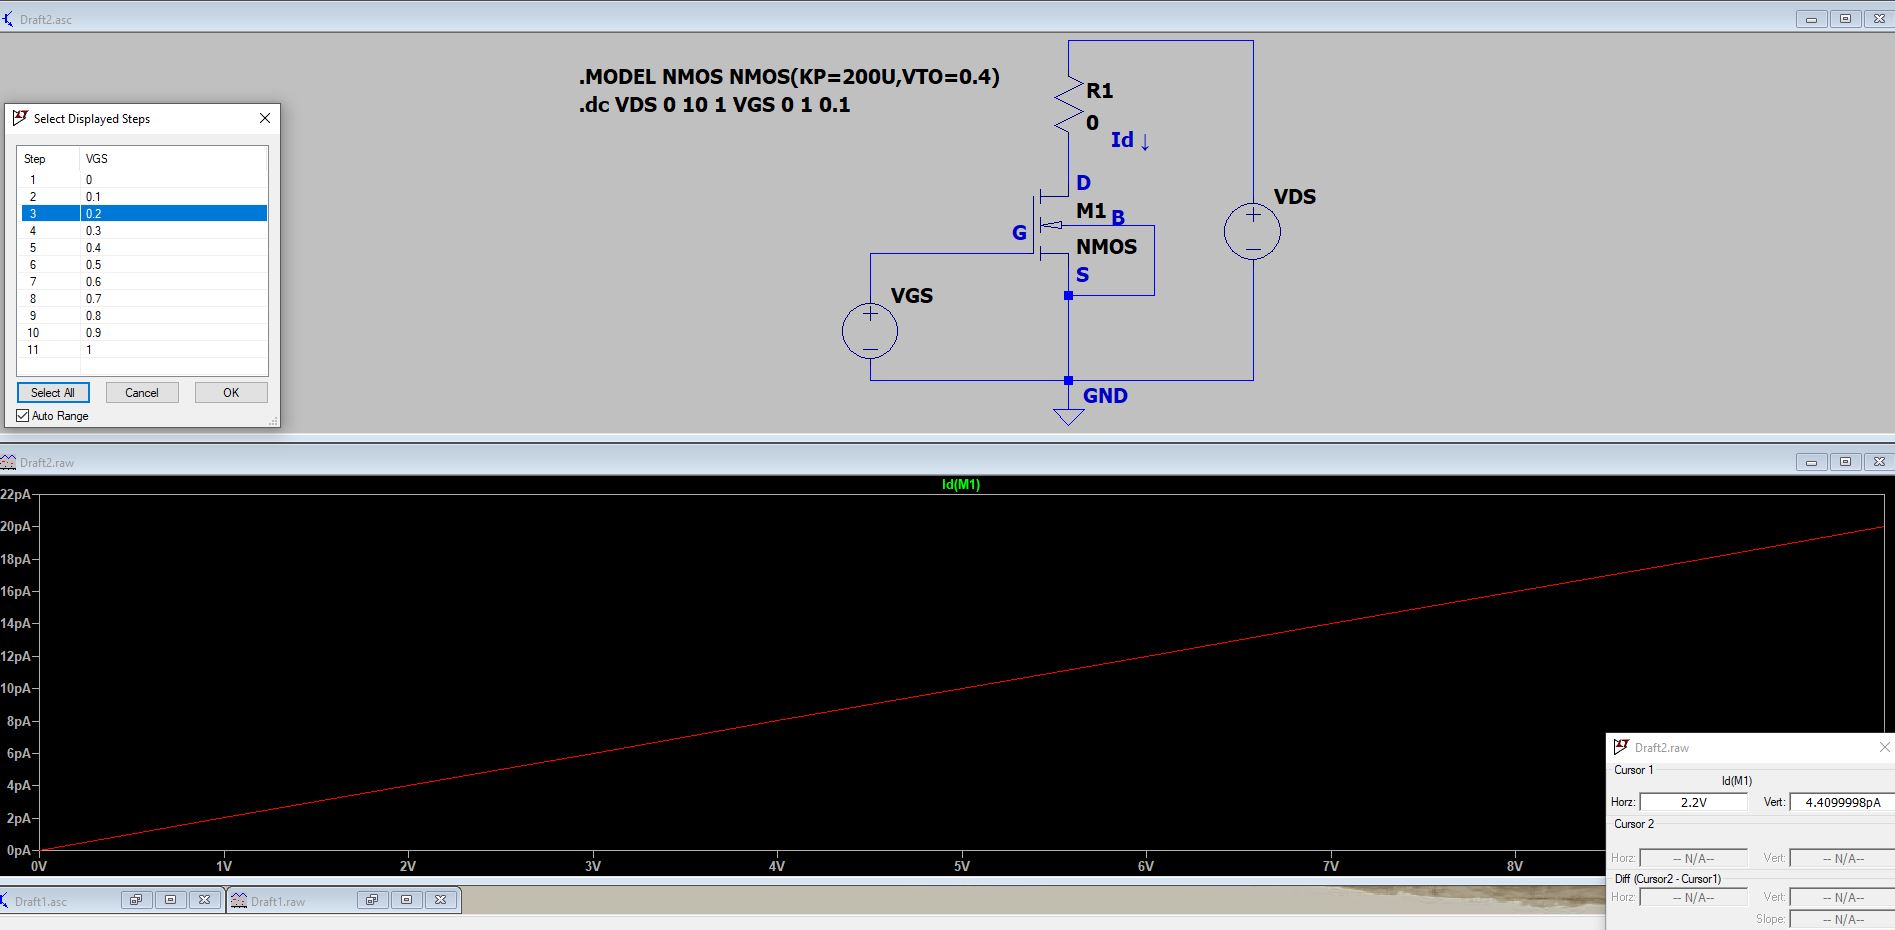 Draft2.asc
.MODEL NMOS NMOS(KP=200U,VTO=0.4)
.dc VDS 0 10 1 VGS 0 1 0.1
R1
0
Id ↓
D
M1 B
G
NMOS
S
VDS
VGS
GND
Select Displayed Steps
Step VGS
1 0
2 0.1
3 0.2
4 0.3
5 0.4
6 0.5
7 0.6
8 0.7
9 0.8
10 0.9
11 1
Select All Cancel OK
Auto Range
Draft2.raw
Id(M1)
22pA
20pA
18pA
16pA
14pA
12pA
10pA
8pA
6pA
4pA
2pA
0pA
0V 1V 2V 3V 4V 5V 6V 7V 8V
Draft2.raw
Cursor 1
Id(M1)
Horz: 2.2V Vert: 4.4099998pA
Cursor 2
Horz: -- N/A-- Vert: -- N/A--
Diff (Cursor2 - Cursor1)
Horz: -- N/A-- Vert: -- N/A--
Slope: -- N/A--
Draft1.asc
Draft1.raw